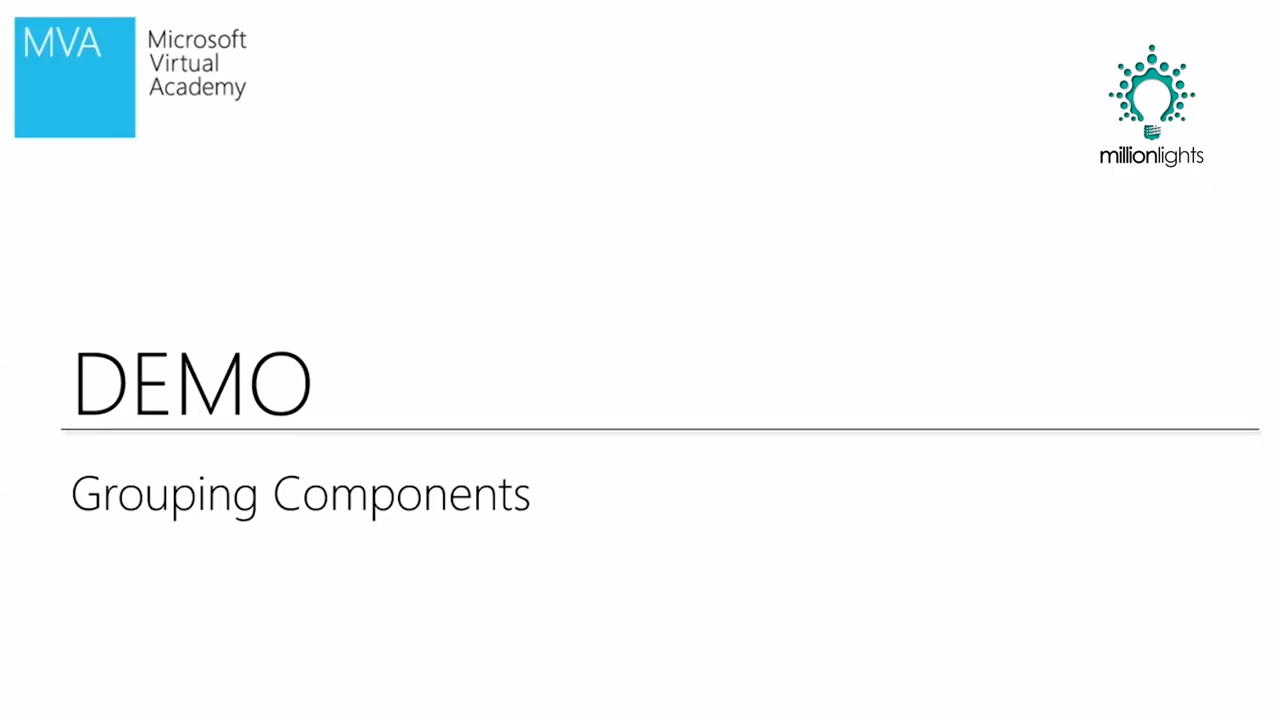 MVA
Microsoft
Virtual
Academy
millionlights
DEMO
Grouping Components